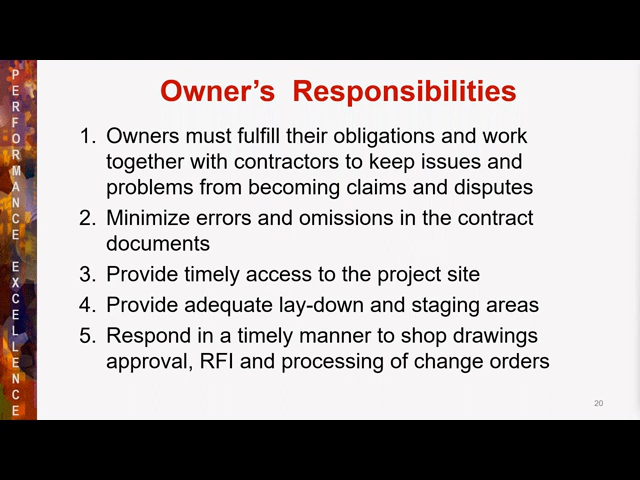 PERFORMANCE EXCELLENCE
Owner's Responsibilities
1. Owners must fulfill their obligations and work
together with contractors to keep issues and
problems from becoming claims and disputes
2. Minimize errors and omissions in the contract
documents
3. Provide timely access to the project site
4. Provide adequate lay-down and staging areas
5. Respond in a timely manner to shop drawings
approval, RFI and processing of change orders
20